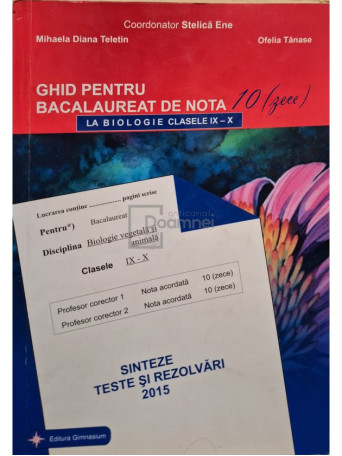 Coordonator Stelică Ene
Mihaela Diana Teletin
Ofelia Tănase
GHID PENTRU
BACALAUREAT DE NOTA 10 (zece)
LA BIOLOGIE CLASELE IX – X
Lucrarea conține .................... pagini scrise
Pentru*) Bacalaureat
Disciplina Biologie vegetală și
animală
Clasele IX - X
Profesor corector 1 Nota acordată 10 (zece)
Profesor corector 2 Nota acordată 10 (zece)
anticariat
Doamnei
SINTEZE
TESTE ȘI REZOLVĂRI
2015
Editura Gimnasium